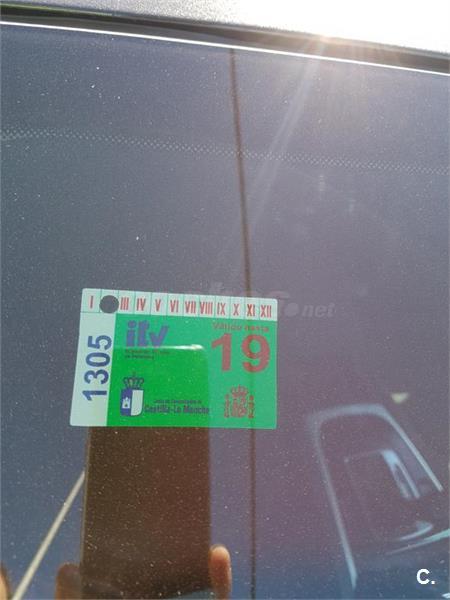 I III IV V VI VII VIII IX X XI XII
1305
itv
Válido hasta
19
Castilla-La Mancha
.net
C.